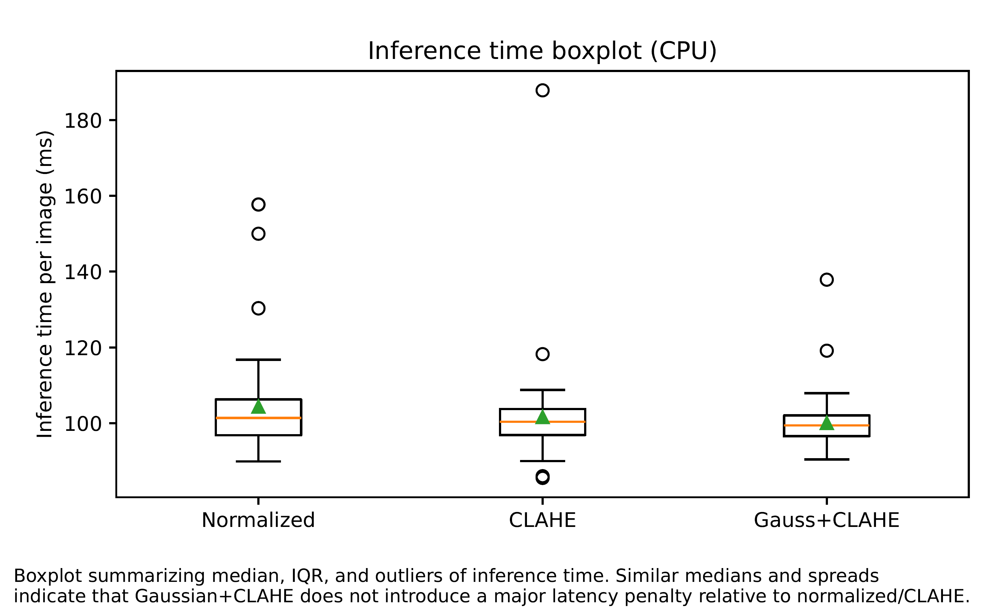 Inference time boxplot (CPU)
Inference time per image (ms)
180
160
140
120
100
Normalized
CLAHE
Gauss+CLAHE
Boxplot summarizing median, IQR, and outliers of inference time. Similar medians and spreads
indicate that Gaussian+CLAHE does not introduce a major latency penalty relative to normalized/CLAHE.